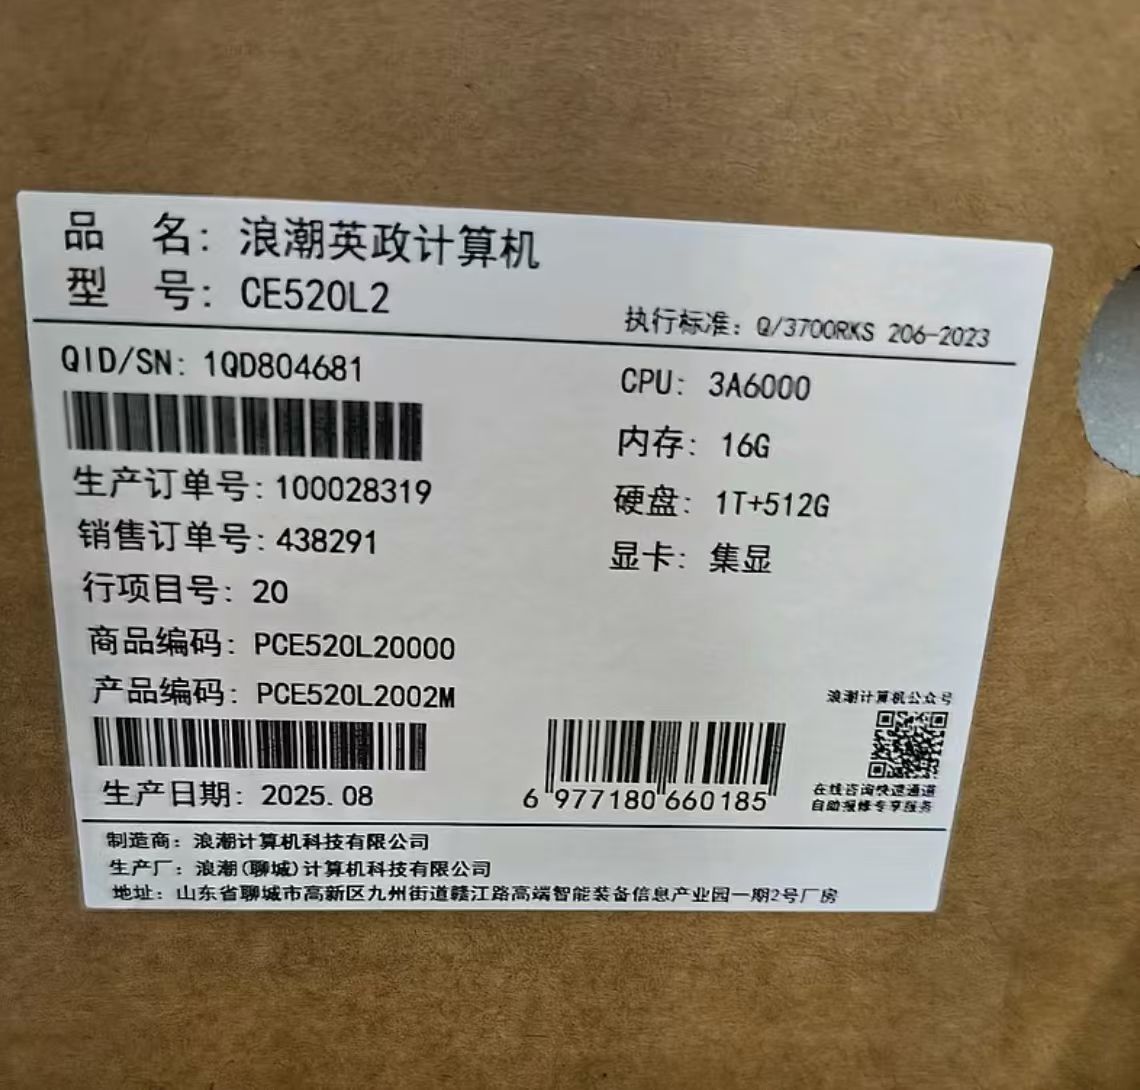 品 名：浪潮英政计算机
型 号：CE520L2
执行标准：Q/3700RKS 206-2023
QID/SN：1QD804681
生产订单号：100028319
销售订单号：438291
行项目号：20
商品编码：PCE520L20000
产品编码：PCE520L2002M
生产日期：2025.08
CPU：3A6000
内存：16G
硬盘：1T+512G
显卡：集显
6 977180 660185
浪潮计算机公众号
在线咨询快速通道
自助报修专享服务
制造商：浪潮计算机科技有限公司
生产厂：浪潮(聊城)计算机科技有限公司
地址：山东省聊城市高新区九州街道赣江路高端智能装备信息产业园一期2号厂房